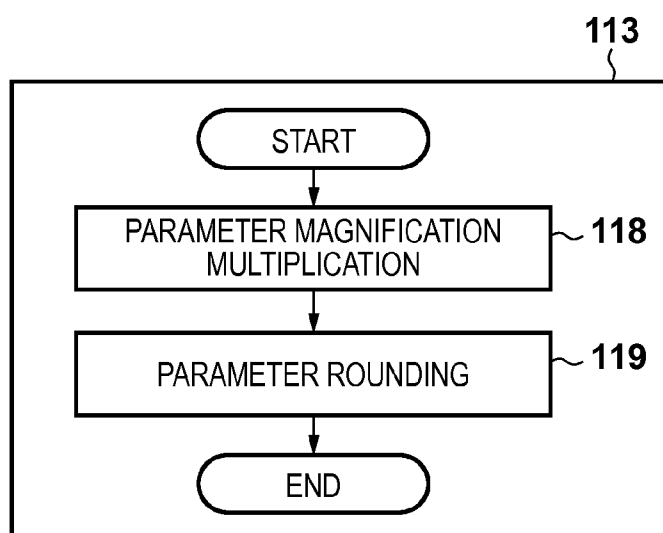 113
START
PARAMETER MAGNIFICATION
MULTIPLICATION
118
PARAMETER ROUNDING
119
END